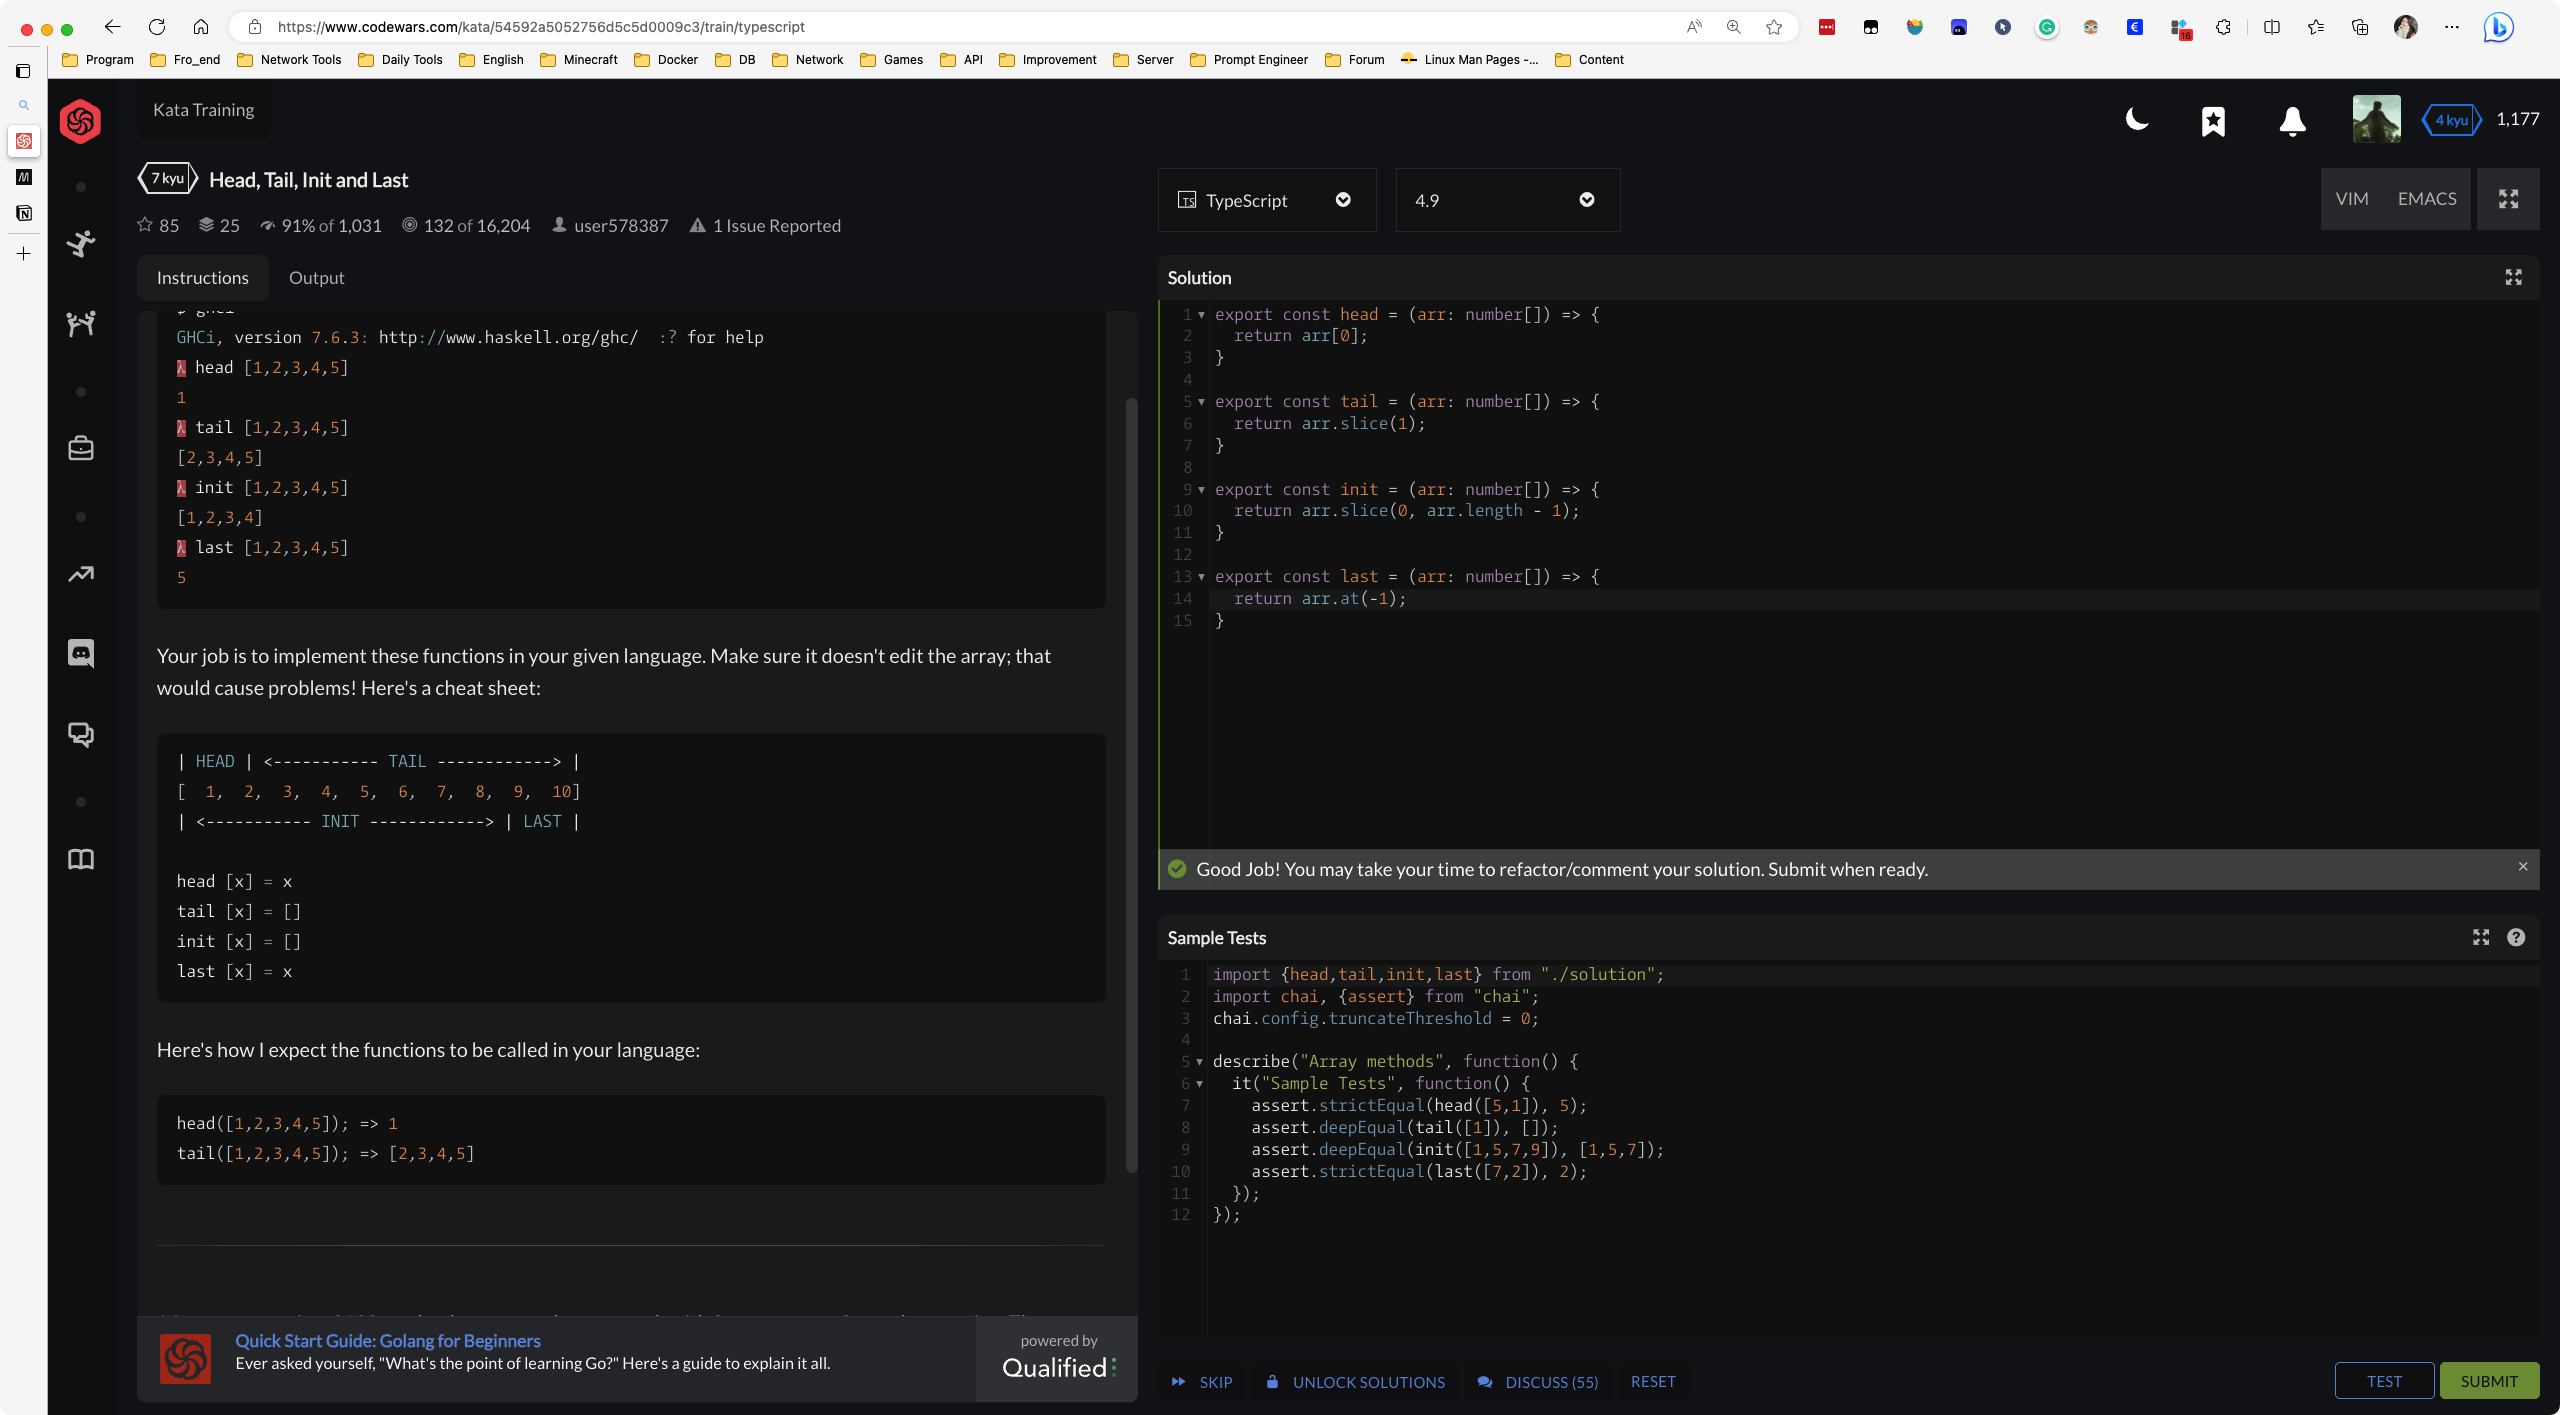 https://www.codewars.com/kata/54592a5052756d5c5d0009c3/train/typescript
16
Program
Fro_end
Network Tools
Daily Tools
English
Minecraft
Docker
DB
Network
Games
API
Improvement
Server
Prompt Engineer
Forum
Linux Man Pages -...
Content
Kata Training
4 kyu
1,177
7 kyu
Head, Tail, Init and Last
85
25
91% of 1,031
132 of 16,204
user578387
1 Issue Reported
TypeScript
4.9
VIM
EMACS
Instructions
Output
GHCi, version 7.6.3: http://www.haskell.org/ghc/  :? for help
λ head [1,2,3,4,5]
1
λ tail [1,2,3,4,5]
[2,3,4,5]
λ init [1,2,3,4,5]
[1,2,3,4]
λ last [1,2,3,4,5]
5
Your job is to implement these functions in your given language. Make sure it doesn't edit the array; that
would cause problems! Here's a cheat sheet:
| HEAD | <----------- TAIL ------------> |
[  1,  2,  3,  4,  5,  6,  7,  8,  9,  10]
| <----------- INIT ------------> | LAST |
head [x] = x
tail [x] = []
init [x] = []
last [x] = x
Here's how I expect the functions to be called in your language:
head([1,2,3,4,5]); => 1
tail([1,2,3,4,5]); => [2,3,4,5]
Quick Start Guide: Golang for Beginners
Ever asked yourself, "What's the point of learning Go?" Here's a guide to explain it all.
powered by
Qualified
Solution
1 export const head = (arr: number[]) => {
2   return arr[0];
3 }
4
5 export const tail = (arr: number[]) => {
6   return arr.slice(1);
7 }
8
9 export const init = (arr: number[]) => {
10   return arr.slice(0, arr.length - 1);
11 }
12
13 export const last = (arr: number[]) => {
14   return arr.at(-1);
15 }
Good Job! You may take your time to refactor/comment your solution. Submit when ready.
Sample Tests
1 import {head,tail,init,last} from "./solution";
2 import chai, {assert} from "chai";
3 chai.config.truncateThreshold = 0;
4
5 describe("Array methods", function() {
6   it("Sample Tests", function() {
7     assert.strictEqual(head([5,1]), 5);
8     assert.deepEqual(tail([1]), []);
9     assert.deepEqual(init([1,5,7,9]), [1,5,7]);
10     assert.strictEqual(last([7,2]), 2);
11   });
12 });
SKIP
UNLOCK SOLUTIONS
DISCUSS (55)
RESET
TEST
SUBMIT